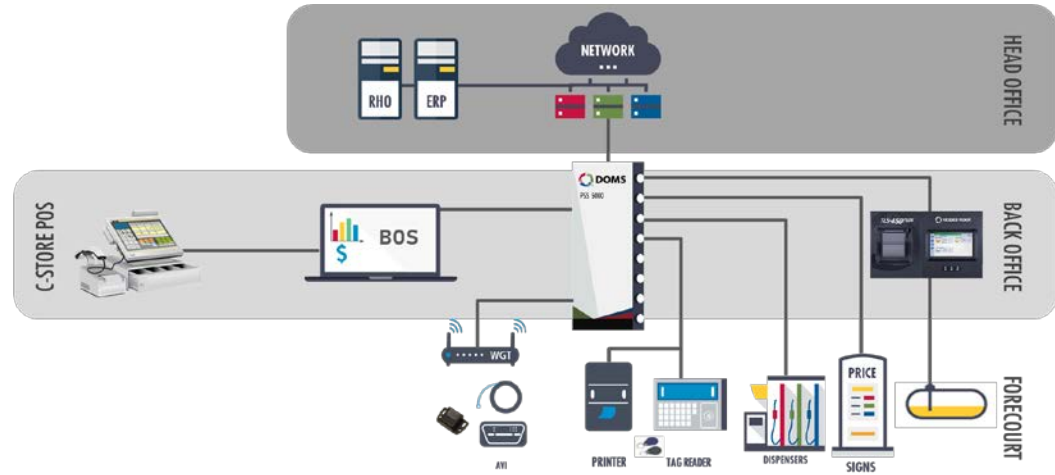 NETWORK
RHO
ERP
HEAD OFFICE
DOMS
PSS 5000
C-STORE POS
BOS
$
BACK OFFICE
WGT
PRICE
FORECOURT
PRINTER
TAG READER
DISPENSERS
SIGNS
AVI